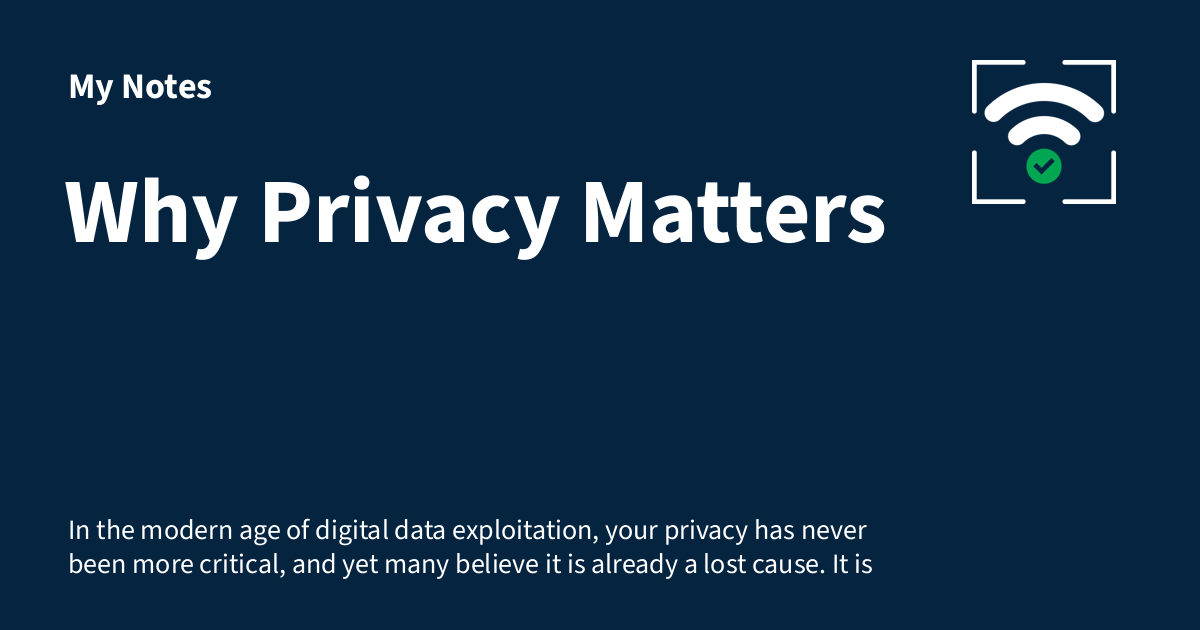 My Notes
Why Privacy Matters
In the modern age of digital data exploitation, your privacy has never
been more critical, and yet many believe it is already a lost cause. It is